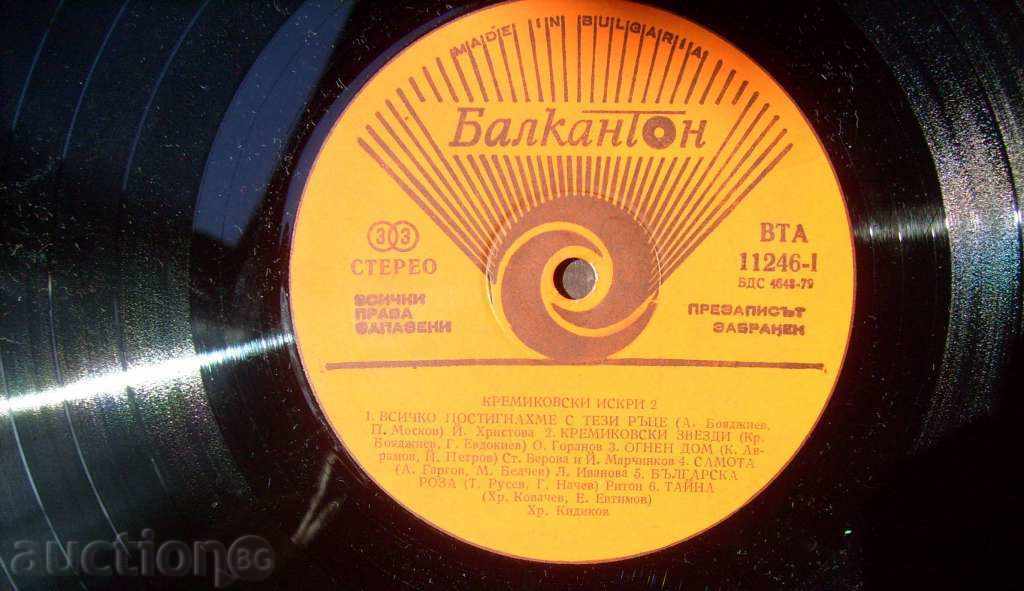 MADE IN BULGARIA
Балкантон
33
СТЕРЕО
ВСИЧКИ
ПРАВА
ЗАПАЗЕНИ
ВТА
11246-I
БДС 4648-79
ПРЕЗАПИСЪТ
ЗАБРАНЕН
КРЕМИКОВСКИ ИСКРИ 2
1. ВСИЧКО ПОСТИГНАХМЕ С ТЕЗИ РЪЦЕ (А. Бояджиев,
П. Москов) Й. Христова 2. КРЕМИКОВСКИ ЗВЕЗДИ (Кр.
Бояджиев, Г. Евдокиев) О. Горанов 3. ОГНЕН ДОМ (К. Ав-
рамов, Й. Петров) Ст. Верова и Й. Марчинков 4. САМОТА
(А. Гаргов, М. Белчев) Л. Иванова 5. БЪЛГАРСКА
РОЗА (Т. Русев, Г. Начев) Ритон 6. ТАЙНА
(Хр. Ковачев, Е. Евтимов)
Хр. Кидиков
auction BG